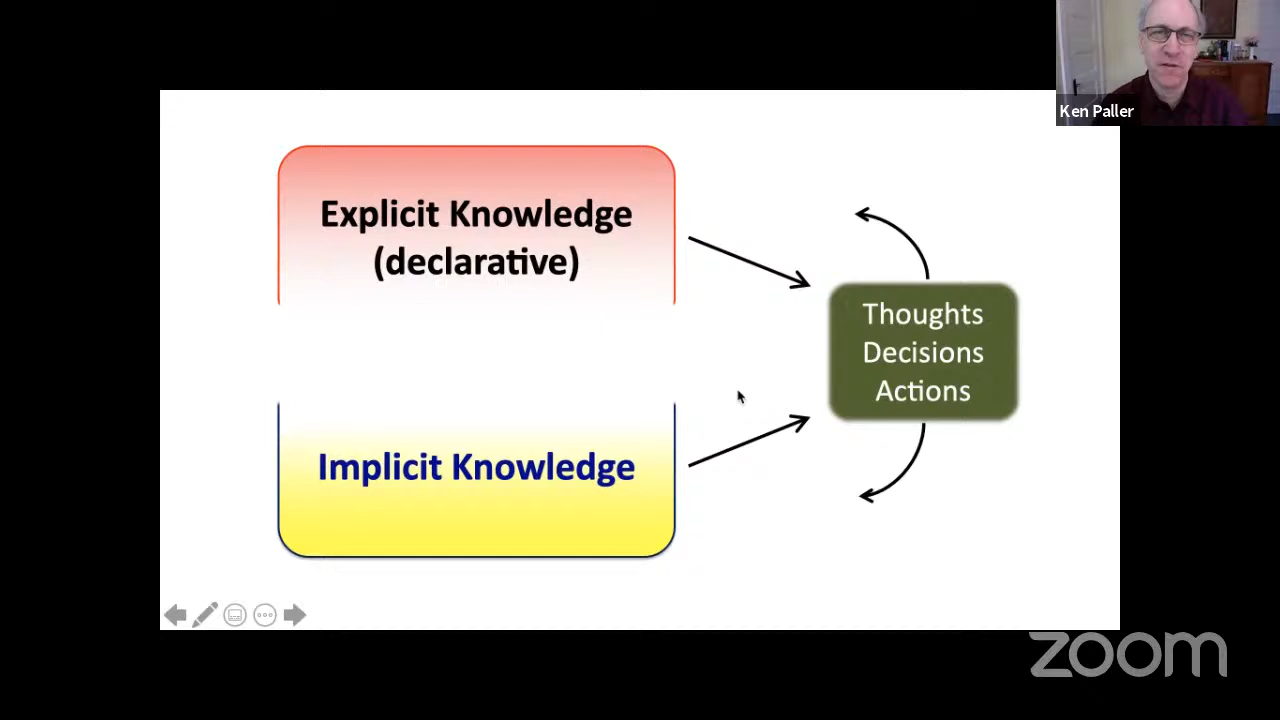 Ken Paller
Explicit Knowledge
(declarative)
Thoughts
Decisions
Actions
Implicit Knowledge
zoom